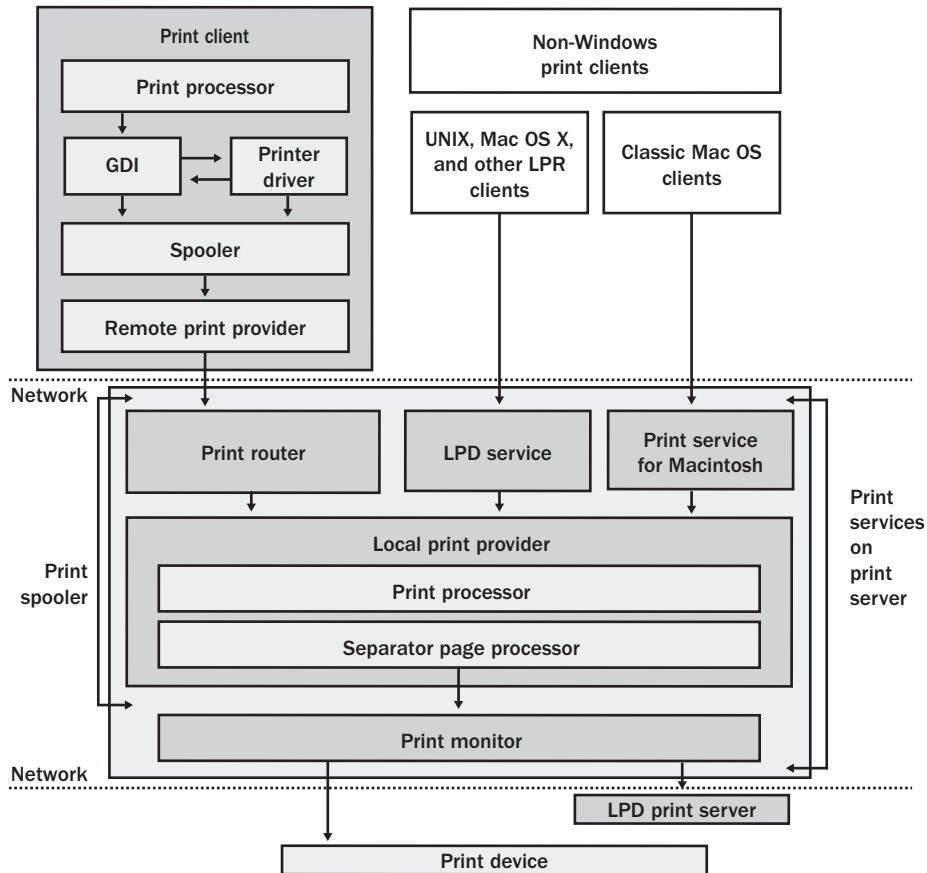 Print client
Print processor
GDI
Printer
driver
Spooler
Remote print provider
Non-Windows
print clients
UNIX, Mac OS X,
and other LPR
clients
Classic Mac OS
clients
Network
Print router
LPD service
Print service
for Macintosh
Local print provider
Print processor
Separator page processor
Print monitor
Print
spooler
Print
services
on
print
server
Network
LPD print server
Print device